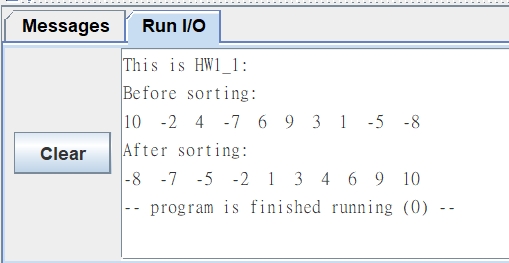 Messages Run I/O
This is HW1_1:
Before sorting:
10 -2 4 -7 6 9 3 1 -5 -8
Clear
After sorting:
-8 -7 -5 -2 1 3 4 6 9 10
-- program is finished running (0) --